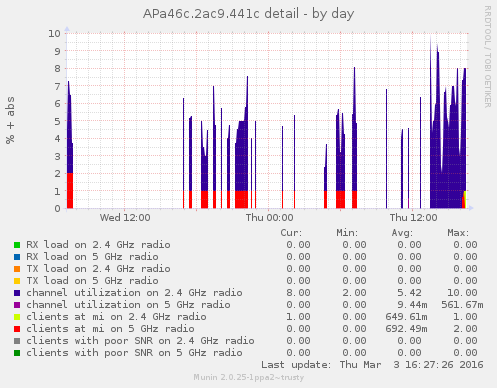 APa46c.2ac9.441c detail - by day
RRDTOOL / TOBI OETIKER
% + abs
10
9
8
7
6
5
4
3
2
1
0
Wed 12:00 Thu 00:00 Thu 12:00
Cur: Min: Avg: Max:
RX load on 2.4 GHz radio 0.00 0.00 0.00 0.00
RX load on 5 GHz radio 0.00 0.00 0.00 0.00
TX load on 2.4 GHz radio 0.00 0.00 0.00 0.00
TX load on 5 GHz radio 0.00 0.00 0.00 0.00
channel utilization on 2.4 GHz radio 8.00 2.00 5.42 10.00
channel utilization on 5 GHz radio 0.00 0.00 9.44m 561.67m
clients at mi on 2.4 GHz radio 1.00 0.00 649.61m 1.00
clients at mi on 5 GHz radio 0.00 0.00 692.49m 2.00
clients with poor SNR on 2.4 GHz radio 0.00 0.00 0.00 0.00
clients with poor SNR on 5 GHz radio 0.00 0.00 0.00 0.00
Last update: Thu Mar 3 16:27:26 2016
Munin 2.0.25-1ppa2~trusty